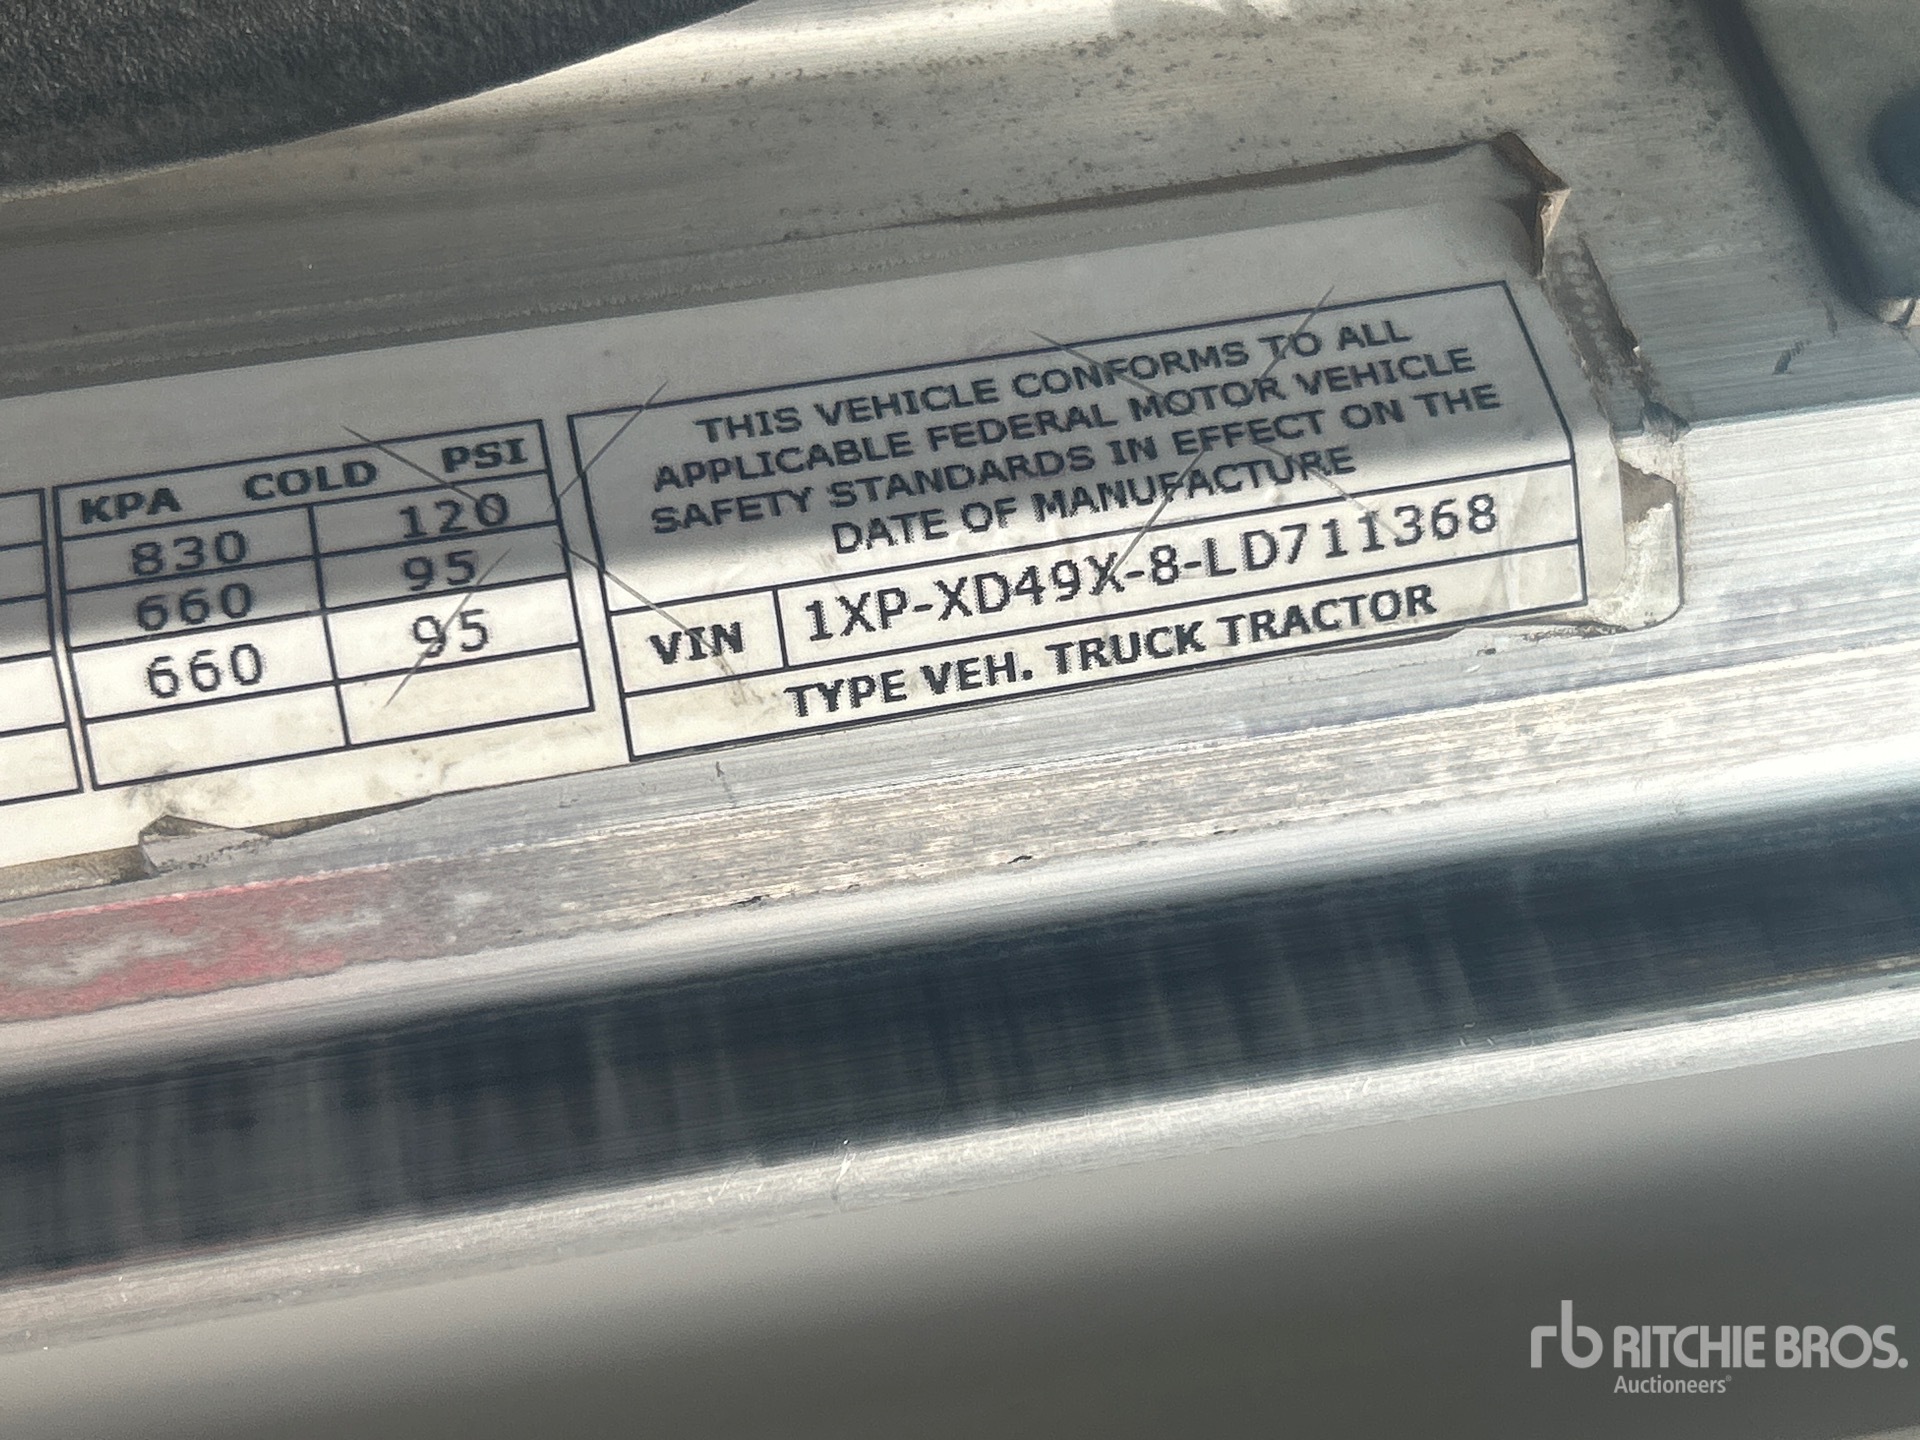 KPA COLD PSI
830 120
660 95
660 95
THIS VEHICLE CONFORMS TO ALL
APPLICABLE FEDERAL MOTOR VEHICLE
SAFETY STANDARDS IN EFFECT ON THE
DATE OF MANUFACTURE
VIN 1XP-XD49X-8-LD711368
TYPE VEH. TRUCK TRACTOR
rb RITCHIE BROS.
Auctioneers®